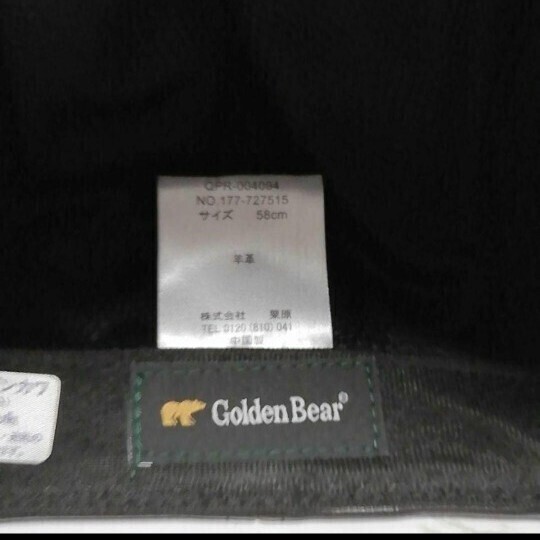 QPR-004094
NO.177-727515
サイズ 58cm
羊革
株式会社 栗原
TEL 0120(810)041
中国製
Golden Bear®